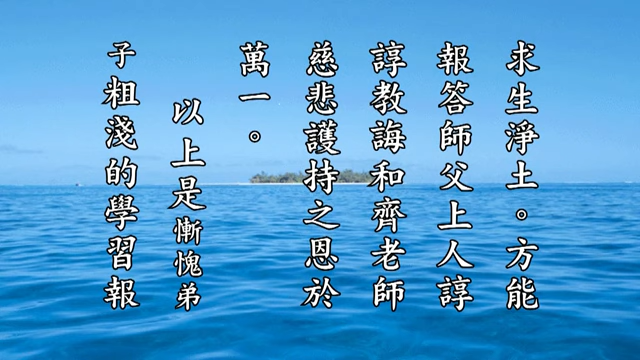 求生淨土。方能
報答師父上人諄
諄教誨和齊老師
慈悲護持之恩於
萬一。
以上是慚愧弟
子粗淺的學習報